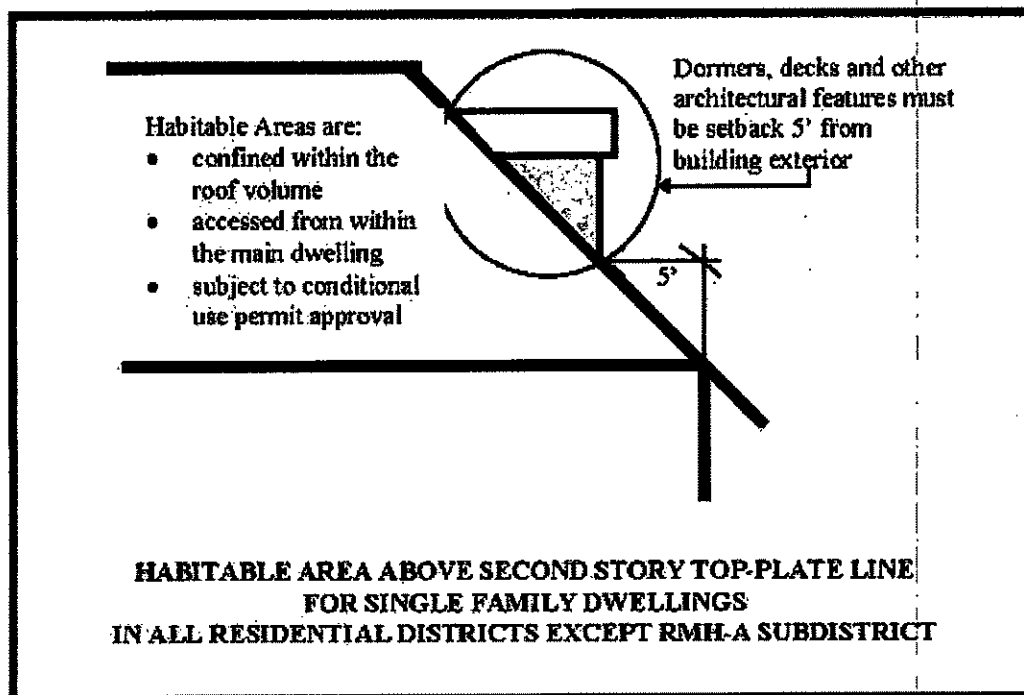 Dormers, decks and other
architectural features must
be setback 5' from
building exterior
Habitable Areas are:
• confined within the
roof volume
• accessed from within
the main dwelling
• subject to conditional
use permit approval
5'
HABITABLE AREA ABOVE SECOND STORY TOP-PLATE LINE
FOR SINGLE FAMILY DWELLINGS
IN ALL RESIDENTIAL DISTRICTS EXCEPT RMH-A SUBDISTRICT